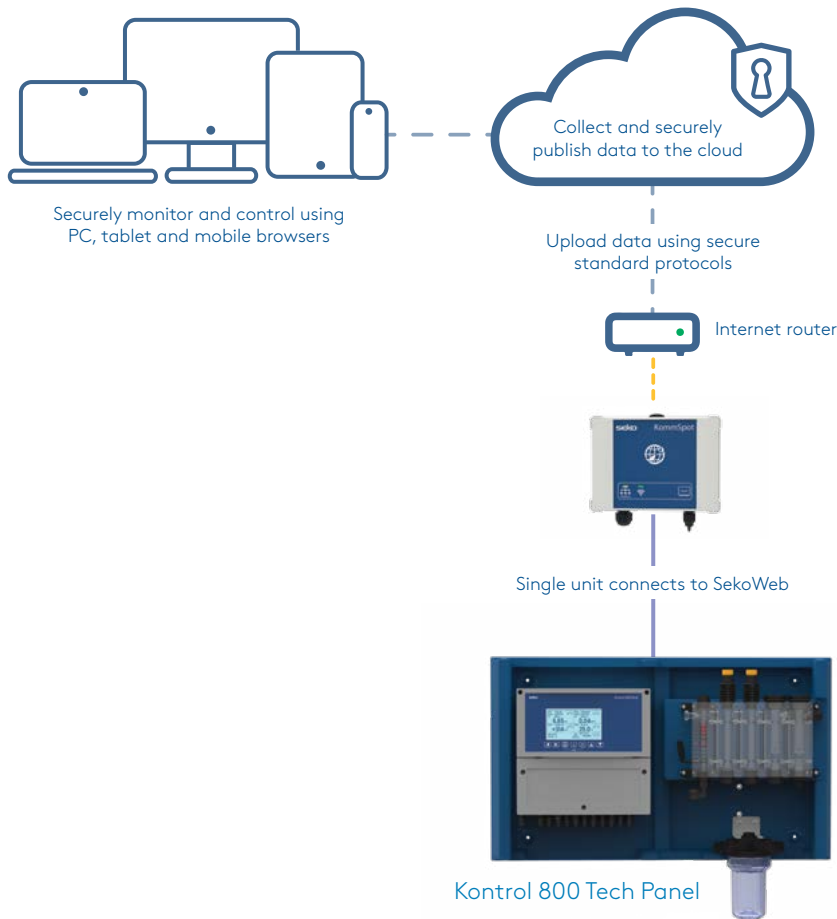 Collect and securely
publish data to the cloud
Securely monitor and control using
PC, tablet and mobile browsers
Upload data using secure
standard protocols
Internet router
seko
KommSpot
Single unit connects to SekoWeb
seko
Kontrol 800 Tech Panel